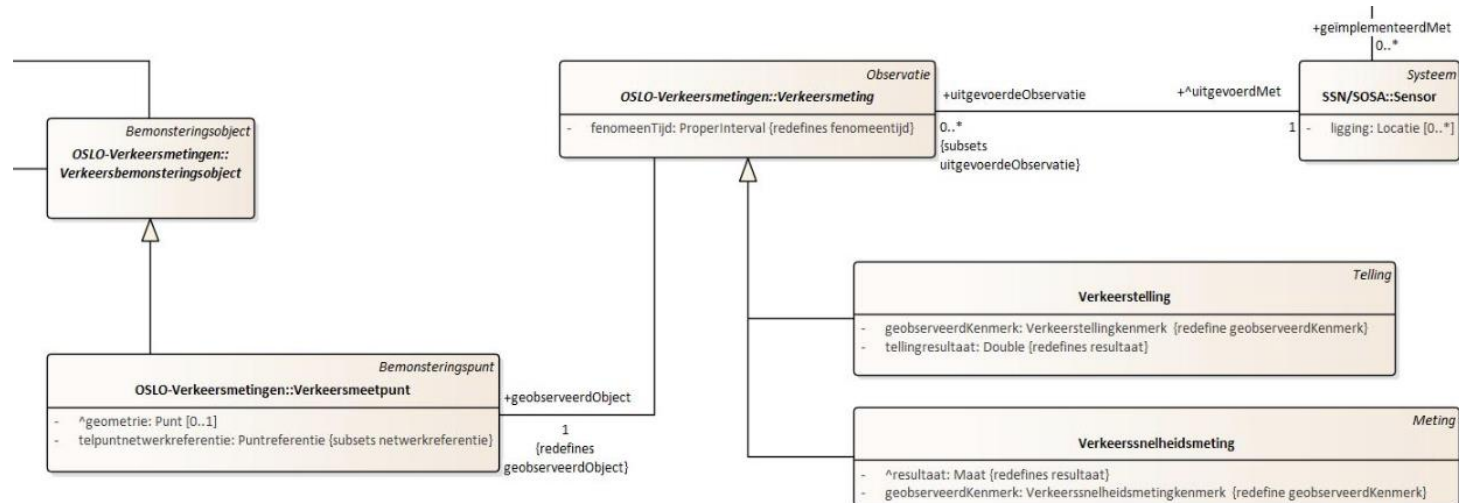 +geïmplementeerdMet
0..*
Bemonsteringsobject
OSLO-Verkeersmetingen::
Verkeersbemonsteringsobject
Observatie
OSLO-Verkeersmetingen::Verkeersmeting
- fenomeenTijd: ProperInterval {redefines fenomeentijd}
+uitgevoerdeObservatie
0..*
{subsets
uitgevoerdeObservatie}
+^uitgevoerdMet
1
Systeem
SSN/SOSA::Sensor
- ligging: Locatie [0..*]
Telling
Verkeerstelling
- geobserveerdKenmerk: Verkeerstellingkenmerk {redefine geobserveerdKenmerk}
- tellingresultaat: Double {redefines resultaat}
Bemonsteringspunt
OSLO-Verkeersmetingen::Verkeersmeetpunt
- ^geometrie: Punt [0..1]
- telpuntnetwerkreferentie: Puntreferentie {subsets netwerkreferentie}
+geobserveerdObject
1
{redefines
geobserveerdObject}
Meting
Verkeerssnelheidsmeting
- ^resultaat: Maat {redefines resultaat}
- geobserveerdKenmerk: Verkeerssnelheidsmetingkenmerk {redefine geobserveerdKenmerk}